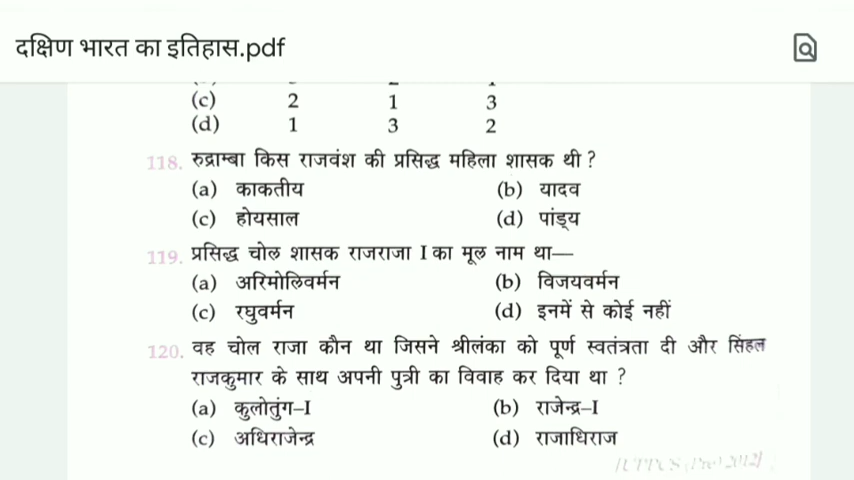 दक्षिण भारत का इतिहास.pdf
(c) 2 1 3
(d) 1 3 2
118. रुद्राम्बा किस राजवंश की प्रसिद्ध महिला शासक थी ?
(a) काकतीय (b) यादव
(c) होयसाल (d) पांड्य
119. प्रसिद्ध चोल शासक राजराजा I का मूल नाम था—
(a) अरिमोलिवर्मन (b) विजयवर्मन
(c) रघुवर्मन (d) इनमें से कोई नहीं
120. वह चोल राजा कौन था जिसने श्रीलंका को पूर्ण स्वतंत्रता दी और सिंहल
राजकुमार के साथ अपनी पुत्री का विवाह कर दिया था ?
(a) कुलोतुंग–I (b) राजेन्द्र–I
(c) अधिराजेन्द्र (d) राजाधिराज
2012]